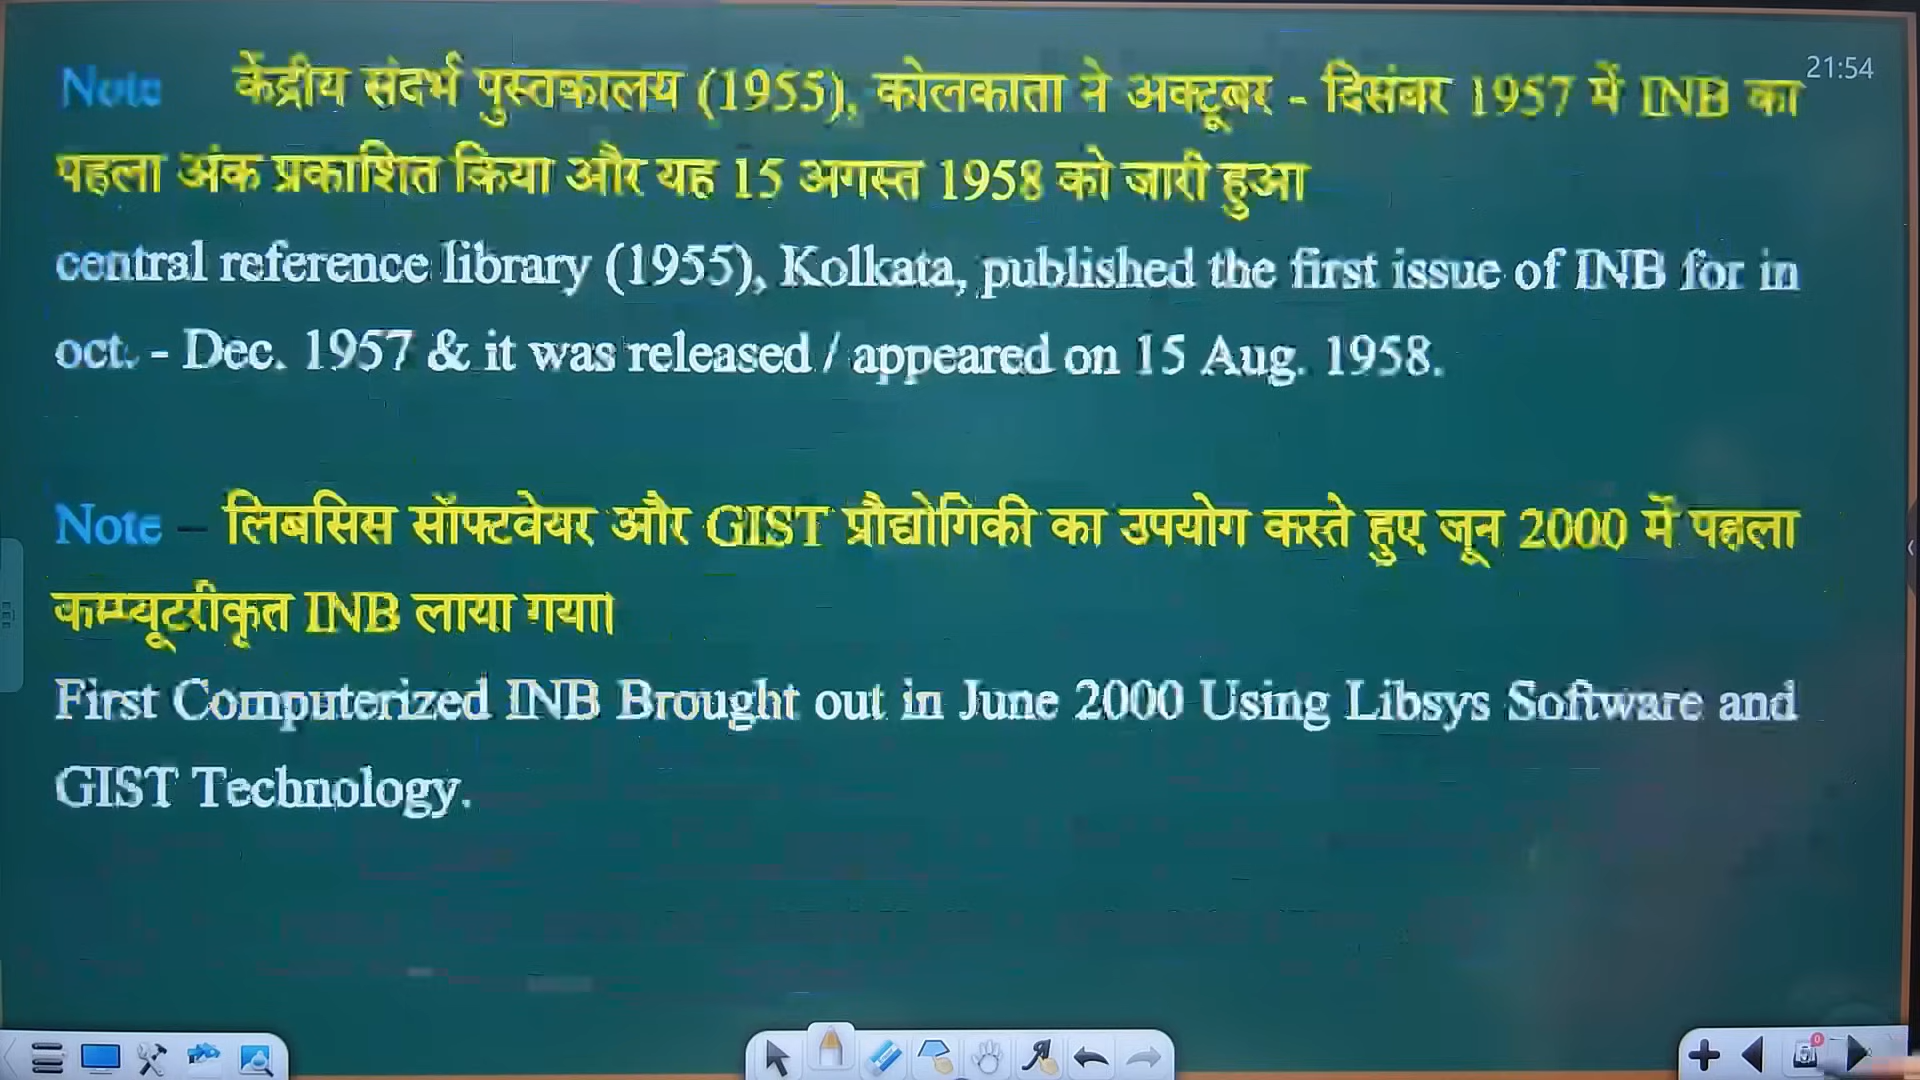 21:54
Note केंद्रीय संदर्भ पुस्तकालय (1955), कोलकाता ने अक्टूबर - दिसंबर 1957 में INB का
पहला अंक प्रकाशित किया और यह 15 अगस्त 1958 को जारी हुआ
central reference library (1955), Kolkata, published the first issue of INB for in
oct. - Dec. 1957 & it was released / appeared on 15 Aug. 1958.
Note – लिबसिस सॉफ्टवेयर और GIST प्रौद्योगिकी का उपयोग करते हुए जून 2000 में पहला
कम्प्यूटरीकृत INB लाया गया।
First Computerized INB Brought out in June 2000 Using Libsys Software and
GIST Technology.
0